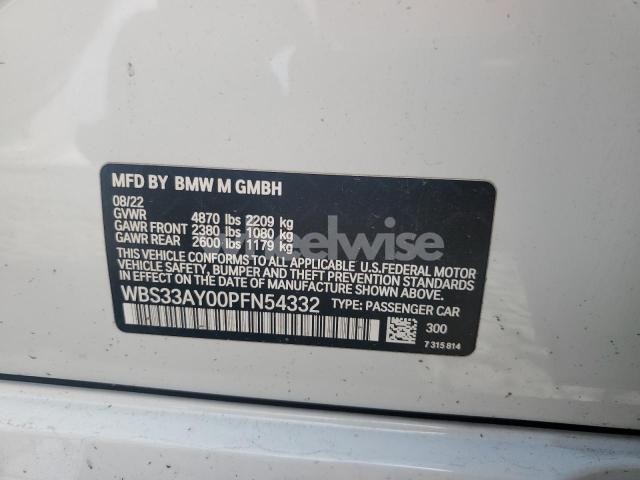 MFD BY BMW M GMBH
08/22
GVWR 4870 lbs 2209 kg
GAWR FRONT 2380 lbs 1080 kg
GAWR REAR 2600 lbs 1179 kg
THIS VEHICLE CONFORMS TO ALL APPLICABLE U.S.FEDERAL MOTOR
VEHICLE SAFETY, BUMPER AND THEFT PREVENTION STANDARDS
IN EFFECT ON THE DATE OF MANUFACTURE SHOWN ABOVE.
WBS33AY00PFN54332 TYPE: PASSENGER CAR
300
7 315 814